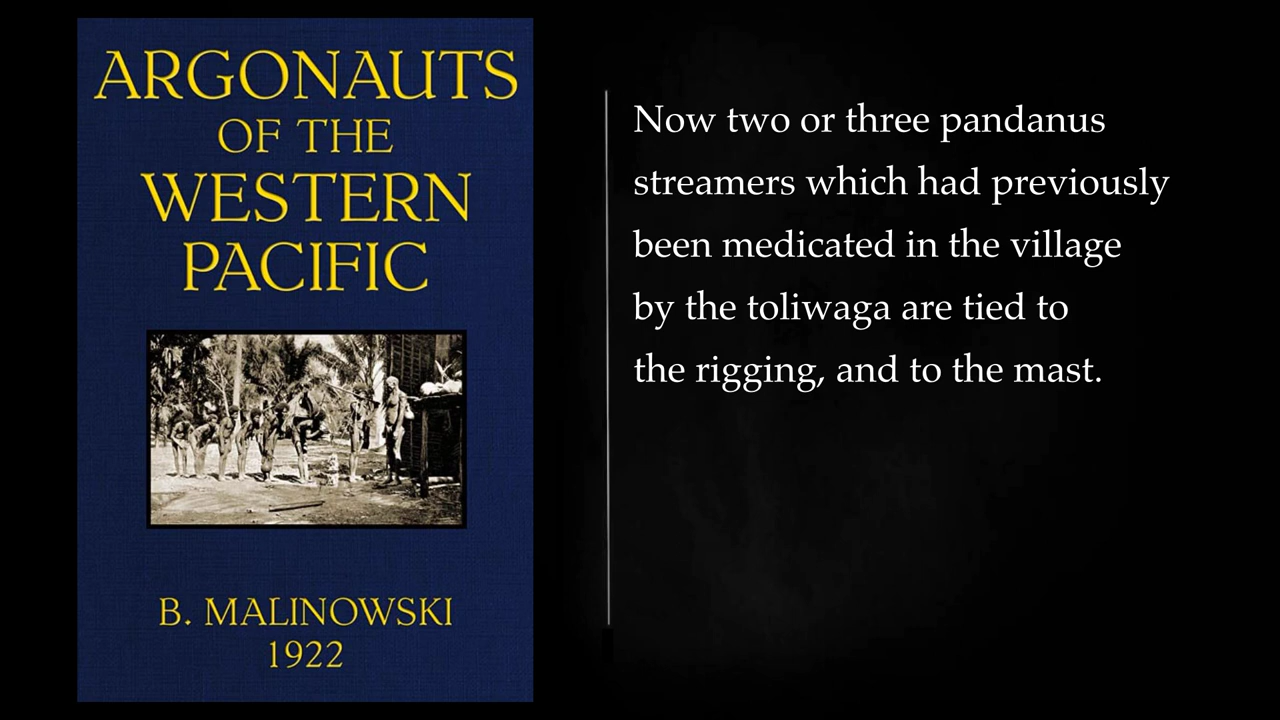 ARGONAUTS
OF THE
WESTERN
PACIFIC
B. MALINOWSKI
1922
Now two or three pandanus
streamers which had previously
been medicated in the village
by the toliwaga are tied to
the rigging, and to the mast.